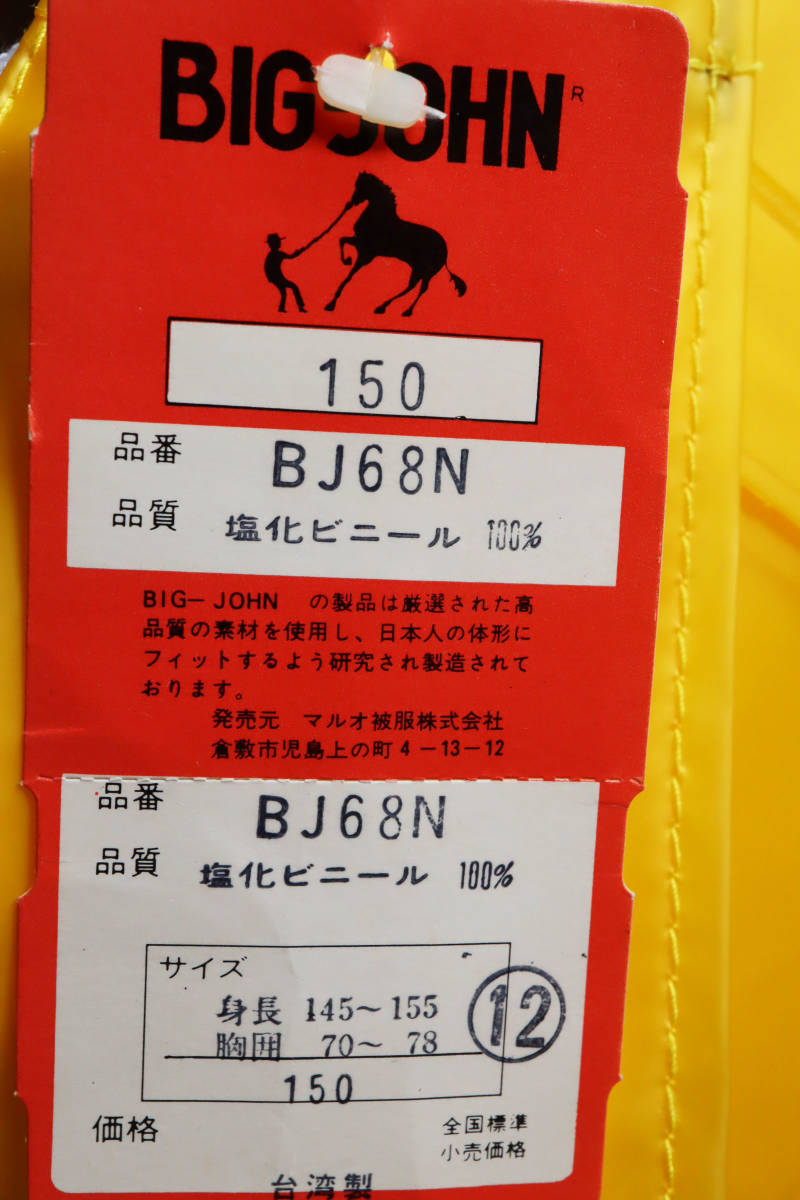 BIG JOHN
R
150
品番 BJ68N
品質 塩化ビニール 100%
BIG-JOHN の製品は厳選された高
品質の素材を使用し、日本人の体形に
フィットするよう研究され製造されて
おります。
発売元 マルオ被服株式会社
倉敷市児島上の町4-13-12
品番 BJ68N
品質 塩化ビニール 100%
サイズ
身長 145~155
胸囲 70~ 78
150
⑫
価格 全国標準
小売価格
台湾製